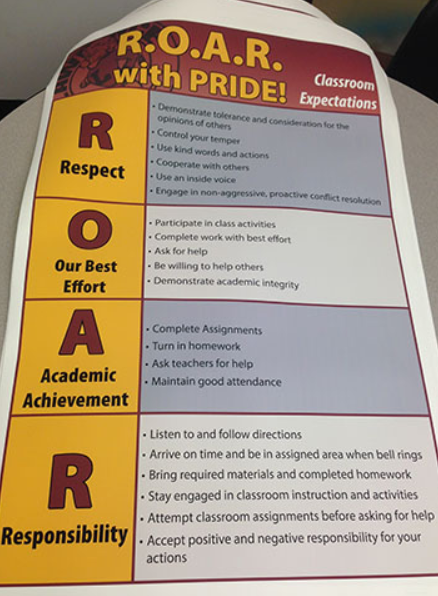 R.O.A.R.
with PRIDE!
Classroom
Expectations
R
Respect
• Demonstrate tolerance and consideration for the
opinions of others
• Control your temper
• Use kind words and actions
• Cooperate with others
• Use an inside voice
• Engage in non-aggressive, proactive conflict resolution
O
Our Best
Effort
• Participate in class activities
• Complete work with best effort
• Ask for help
• Be willing to help others
• Demonstrate academic integrity
A
Academic
Achievement
• Complete Assignments
• Turn in homework
• Ask teachers for help
• Maintain good attendance
R
Responsibility
• Listen to and follow directions
• Arrive on time and be in assigned area when bell rings
• Bring required materials and completed homework
• Stay engaged in classroom instruction and activities
• Attempt classroom assignments before asking for help
• Accept positive and negative responsibility for your
actions